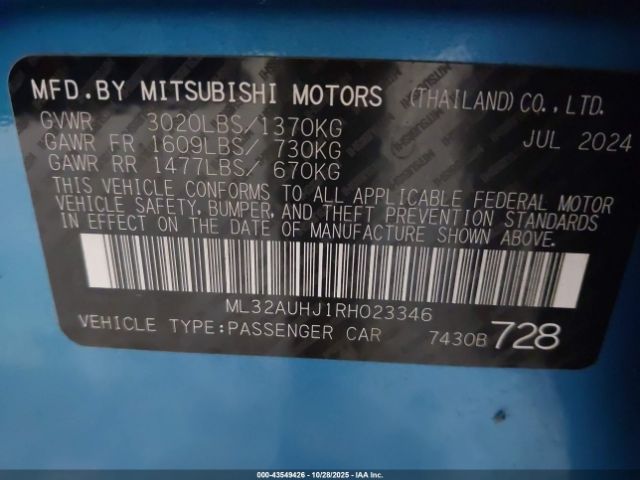 MFD.BY MITSUBISHI MOTORS (THAILAND)CO.,LTD.
GVWR 3020LBS/1370KG JUL 2024
GAWR FR 1609LBS/ 730KG
GAWR RR 1477LBS/ 670KG
THIS VEHICLE CONFORMS TO ALL APPLICABLE FEDERAL MOTOR
VEHICLE SAFETY, BUMPER, AND THEFT PREVENTION STANDARDS
IN EFFECT ON THE DATE OF MANUFACTURE SHOWN ABOVE.
ML32AUHJ1RH023346
VEHICLE TYPE:PASSENGER CAR 7430B 728
000-43549426 | 10/28/2025 | IAA Inc.